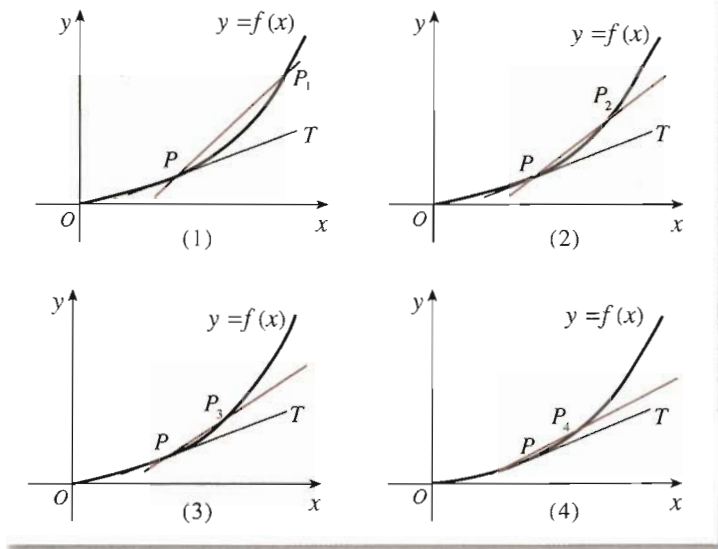 y y = f(x)
P₁
P T
O x
(1)
y y = f(x)
P₂
P T
O x
(2)
y y = f(x)
P₃
P T
O x
(3)
y y = f(x)
P₄
P T
O x
(4)